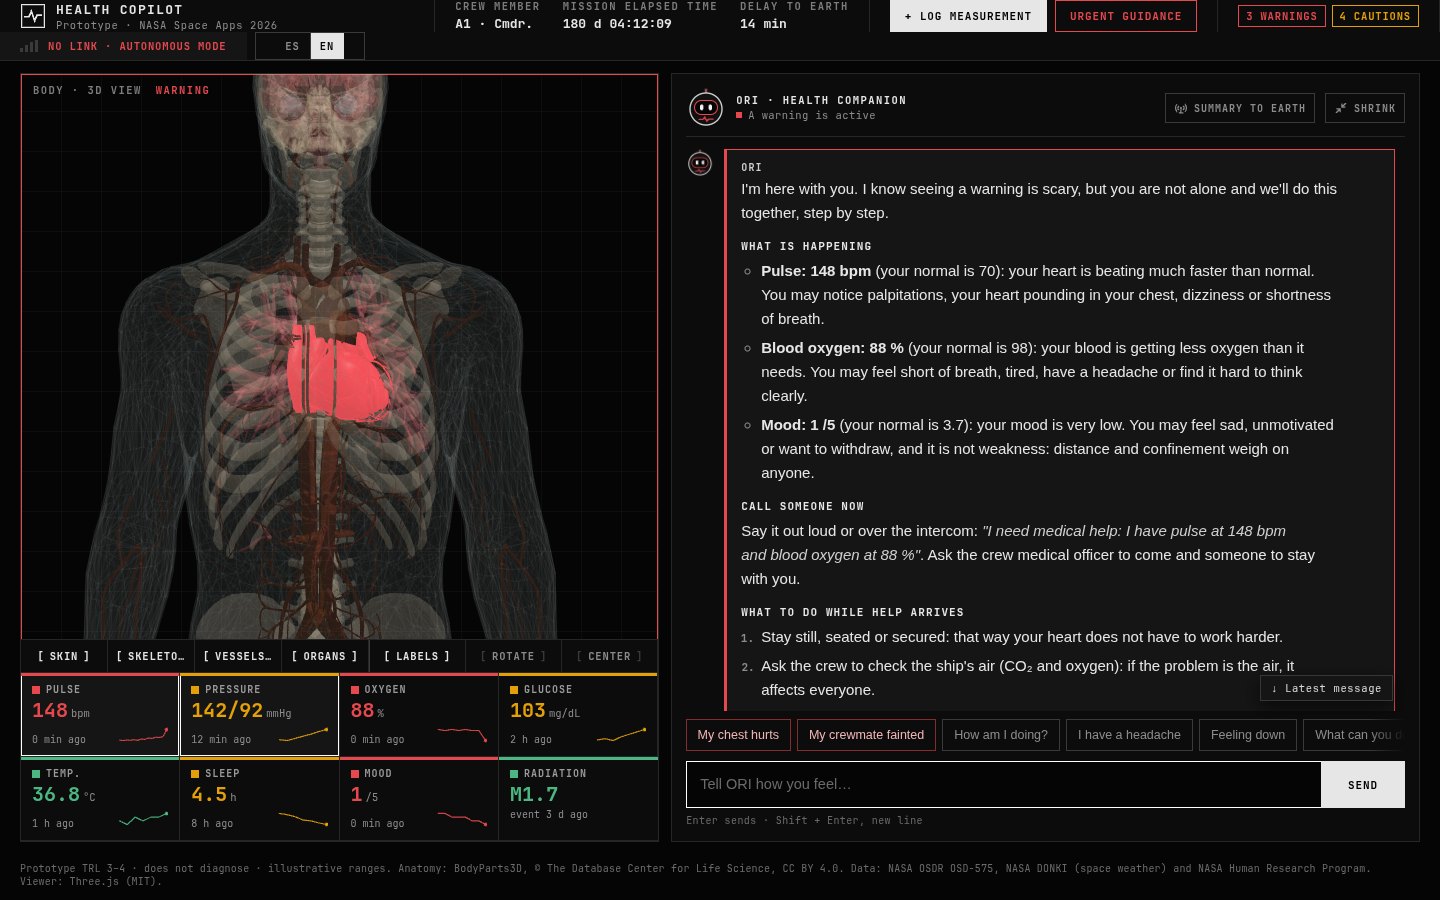 HEALTH COPILOT
Prototype · NASA Space Apps 2026
CREW MEMBER
A1 · Cmdr.
MISSION ELAPSED TIME
180 d 04:12:09
DELAY TO EARTH
14 min
+ LOG MEASUREMENT
URGENT GUIDANCE
3 WARNINGS
4 CAUTIONS
NO LINK · AUTONOMOUS MODE
ES
EN
BODY · 3D VIEW WARNING
[ SKIN ]
[ SKELETO…
[ VESSELS…
[ ORGANS ]
[ LABELS ]
[ ROTATE ]
[ CENTER ]
PULSE
148 bpm
0 min ago
PRESSURE
142/92 mmHg
12 min ago
OXYGEN
88 %
0 min ago
GLUCOSE
103 mg/dL
2 h ago
TEMP.
36.8 °C
1 h ago
SLEEP
4.5 h
8 h ago
MOOD
1 /5
0 min ago
RADIATION
M1.7
event 3 d ago
ORI · HEALTH COMPANION
A warning is active
SUMMARY TO EARTH
SHRINK
ORI
I'm here with you. I know seeing a warning is scary, but you are not alone and we'll do this
together, step by step.
WHAT IS HAPPENING
Pulse: 148 bpm (your normal is 70): your heart is beating much faster than normal.
You may notice palpitations, your heart pounding in your chest, dizziness or shortness
of breath.
Blood oxygen: 88 % (your normal is 98): your blood is getting less oxygen than it
needs. You may feel short of breath, tired, have a headache or find it hard to think
clearly.
Mood: 1 /5 (your normal is 3.7): your mood is very low. You may feel sad, unmotivated
or want to withdraw, and it is not weakness: distance and confinement weigh on
anyone.
CALL SOMEONE NOW
Say it out loud or over the intercom: "I need medical help: I have pulse at 148 bpm
and blood oxygen at 88 %". Ask the crew medical officer to come and someone to stay
with you.
WHAT TO DO WHILE HELP ARRIVES
1. Stay still, seated or secured: that way your heart does not have to work harder.
2. Ask the crew to check the ship's air (CO₂ and oxygen): if the problem is the air, it
affects everyone.
↓ Latest message
My chest hurts
My crewmate fainted
How am I doing?
I have a headache
Feeling down
What can you d
Tell ORI how you feel…
SEND
Enter sends · Shift + Enter, new line
Prototype TRL 3–4 · does not diagnose · illustrative ranges. Anatomy: BodyParts3D, © The Database Center for Life Science, CC BY 4.0. Data: NASA OSDR OSD-575, NASA DONKI (space weather) and NASA Human Research Program.
Viewer: Three.js (MIT).